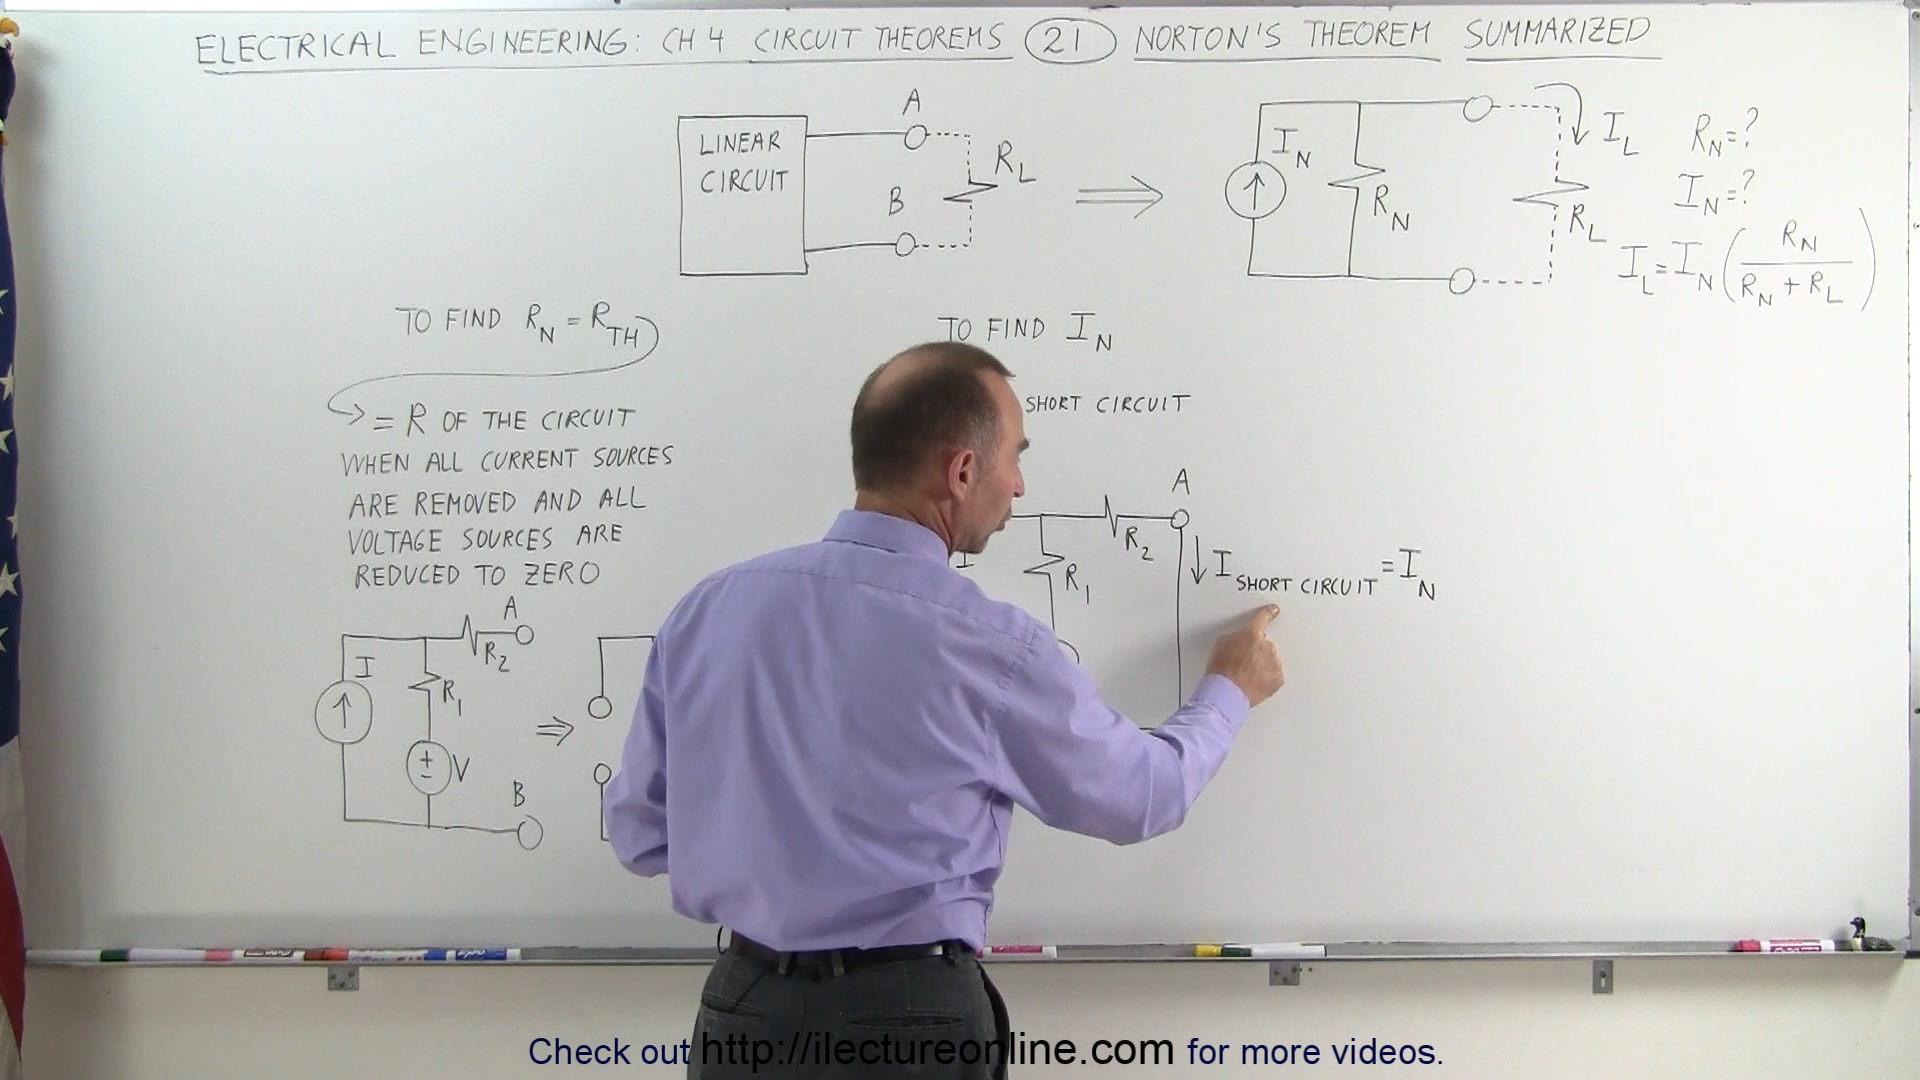 ELECTRICAL ENGINEERING: CH 4 CIRCUIT THEOREMS 21 NORTON'S THEOREM SUMMARIZED
LINEAR
CIRCUIT
A
B
R_L
⇒
I_N
R_N
R_L
I_L
R_N=?
I_N=?
I_L=I_N(R_N/(R_N+R_L))
TO FIND R_N = R_TH
= R OF THE CIRCUIT
WHEN ALL CURRENT SOURCES
ARE REMOVED AND ALL
VOLTAGE SOURCES ARE
REDUCED TO ZERO
I
R_1
R_2
A
+
-
V
B
⇒
TO FIND I_N
SHORT CIRCUIT
I
R_1
R_2
A
I_SHORT CIRCUIT = I_N
Check out http://ilectureonline.com for more videos.